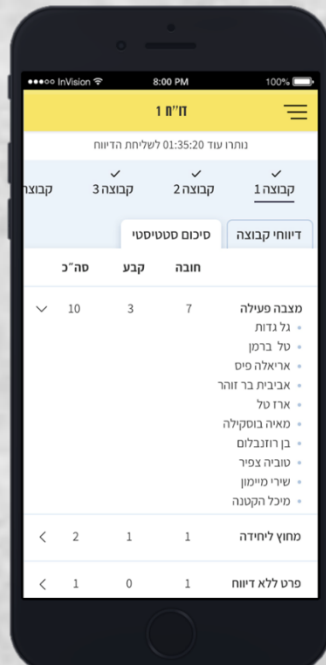 InVision 8:00 PM 100%
דו"ח 1
נותרו עוד 01:35:20 לשליחת הדיווח
קבוצה 1 קבוצה 2 קבוצה 3 קבוצ
דיווחי קבוצה סיכום סטטיסטי
חובה קבע סה״כ
מצבה פעילה 7 3 10
גל גדות
טל ברמן
אריאלה פיס
אביבית בר זוהר
ארז טל
מאיה בוסקילה
בן רוזנבלום
טוביה צפיר
שירי מיימון
מיכל הקטנה
מחוץ ליחידה 1 1 2
פרט ללא דיווח 1 0 1